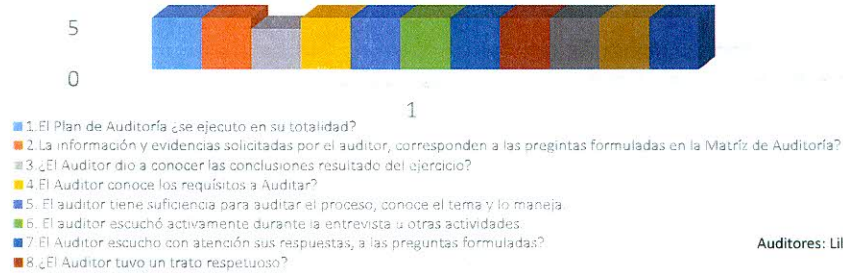 5
0
1
1.El Plan de Auditoría ¿se ejecuto en su totalidad?
2.La información y evidencias solicitadas por el auditor, corresponden a las pregintas formuladas en la Matríz de Auditoría?
3.¿El Auditor dio a conocer las conclusiones resultado del ejercicio?
4.El Auditor conoce los requísitos a Auditar?
5. El auditor tiene suficiencia para auditar el proceso, conoce el tema y lo maneja.
6. El auditor escuchó activamente durante la entrevista u otras actividades.
7.El Auditor escucho con atención sus respuestas, a las preguntas formuladas?
Auditores: Lil
8.¿El Auditor tuvo un trato respetuoso?